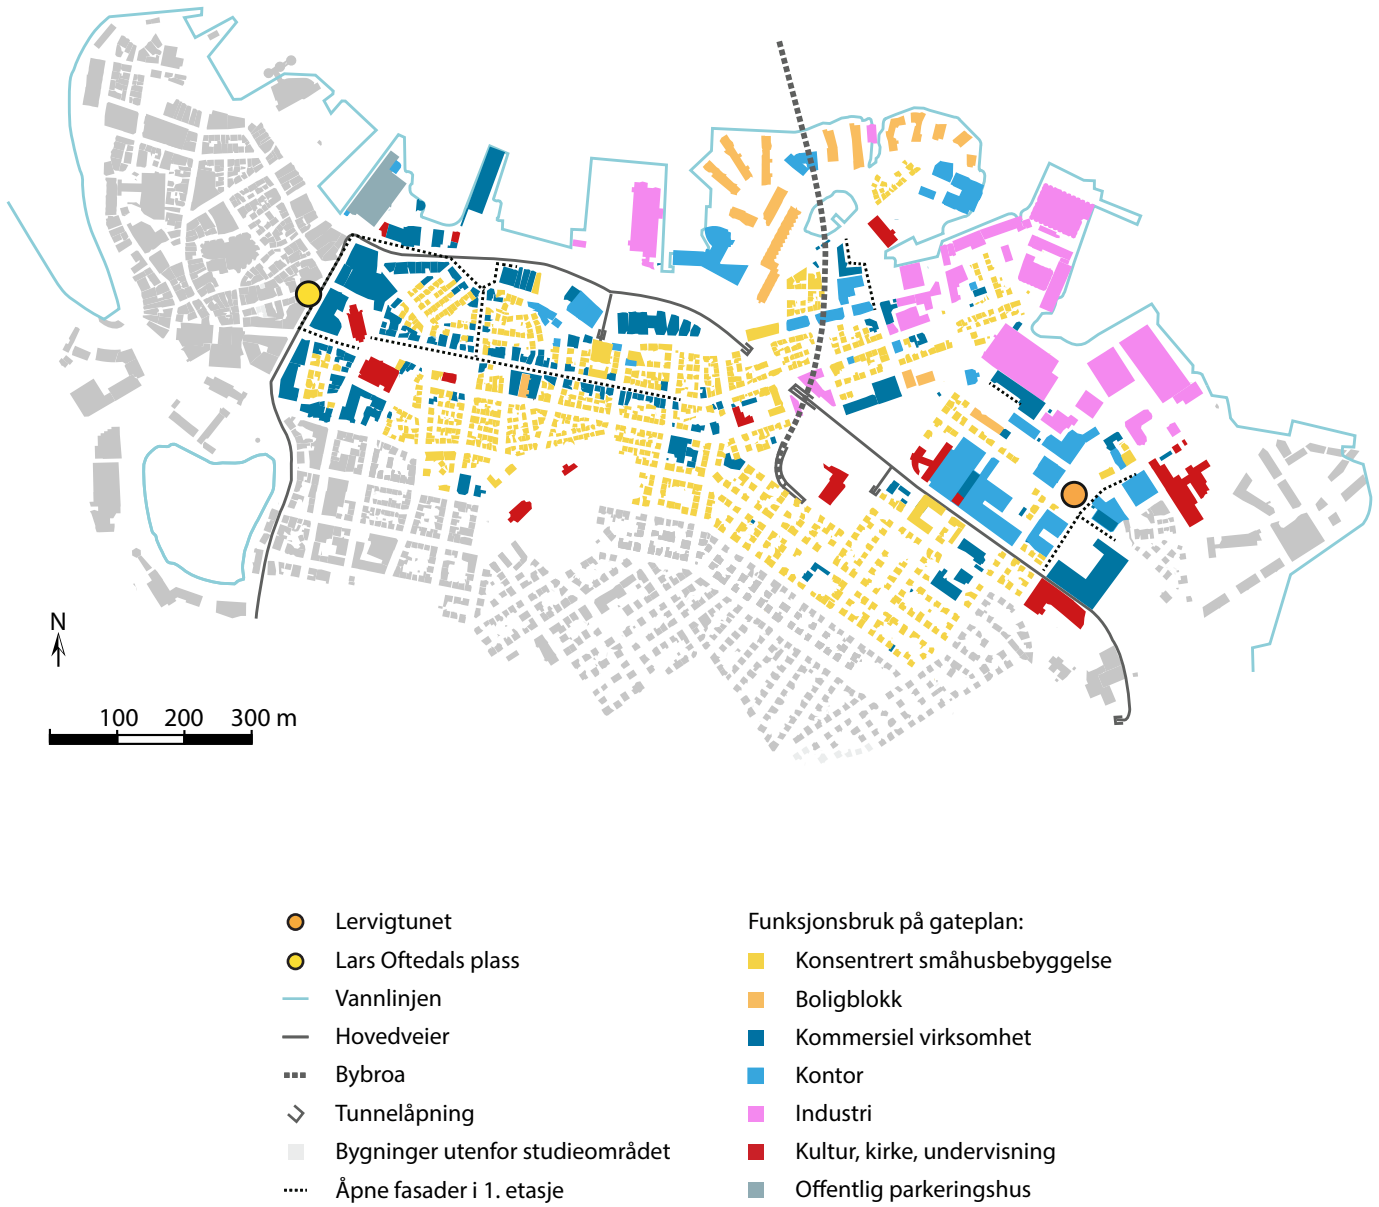 N
100 200 300 m
Lervigtunet
Lars Oftedals plass
Vannlinjen
Hovedveier
Bybroa
Tunnelåpning
Bygninger utenfor studieområdet
Åpne fasader i 1. etasje
Funksjonsbruk på gateplan:
Konsentrert småhusbebyggelse
Boligblokk
Kommersiel virksomhet
Kontor
Industri
Kultur, kirke, undervisning
Offentlig parkeringshus